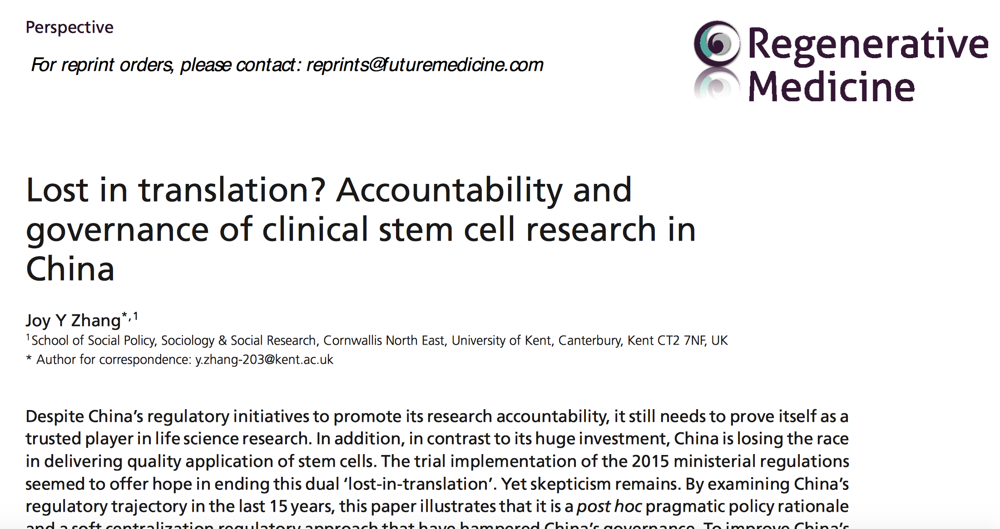 Perspective
For reprint orders, please contact: reprints@futuremedicine.com
Regenerative
Medicine
Lost in translation? Accountability and
governance of clinical stem cell research in
China
Joy Y Zhang*,1
1School of Social Policy, Sociology & Social Research, Cornwallis North East, University of Kent, Canterbury, Kent CT2 7NF, UK
* Author for correspondence: y.zhang-203@kent.ac.uk
Despite China’s regulatory initiatives to promote its research accountability, it still needs to prove itself as a
trusted player in life science research. In addition, in contrast to its huge investment, China is losing the race
in delivering quality application of stem cells. The trial implementation of the 2015 ministerial regulations
seemed to offer hope in ending this dual ‘lost-in-translation’. Yet skepticism remains. By examining China’s
regulatory trajectory in the last 15 years, this paper illustrates that it is a post hoc pragmatic policy rationale
and a soft centralization regulatory approach that have hampered China’s governance. To improve China’s